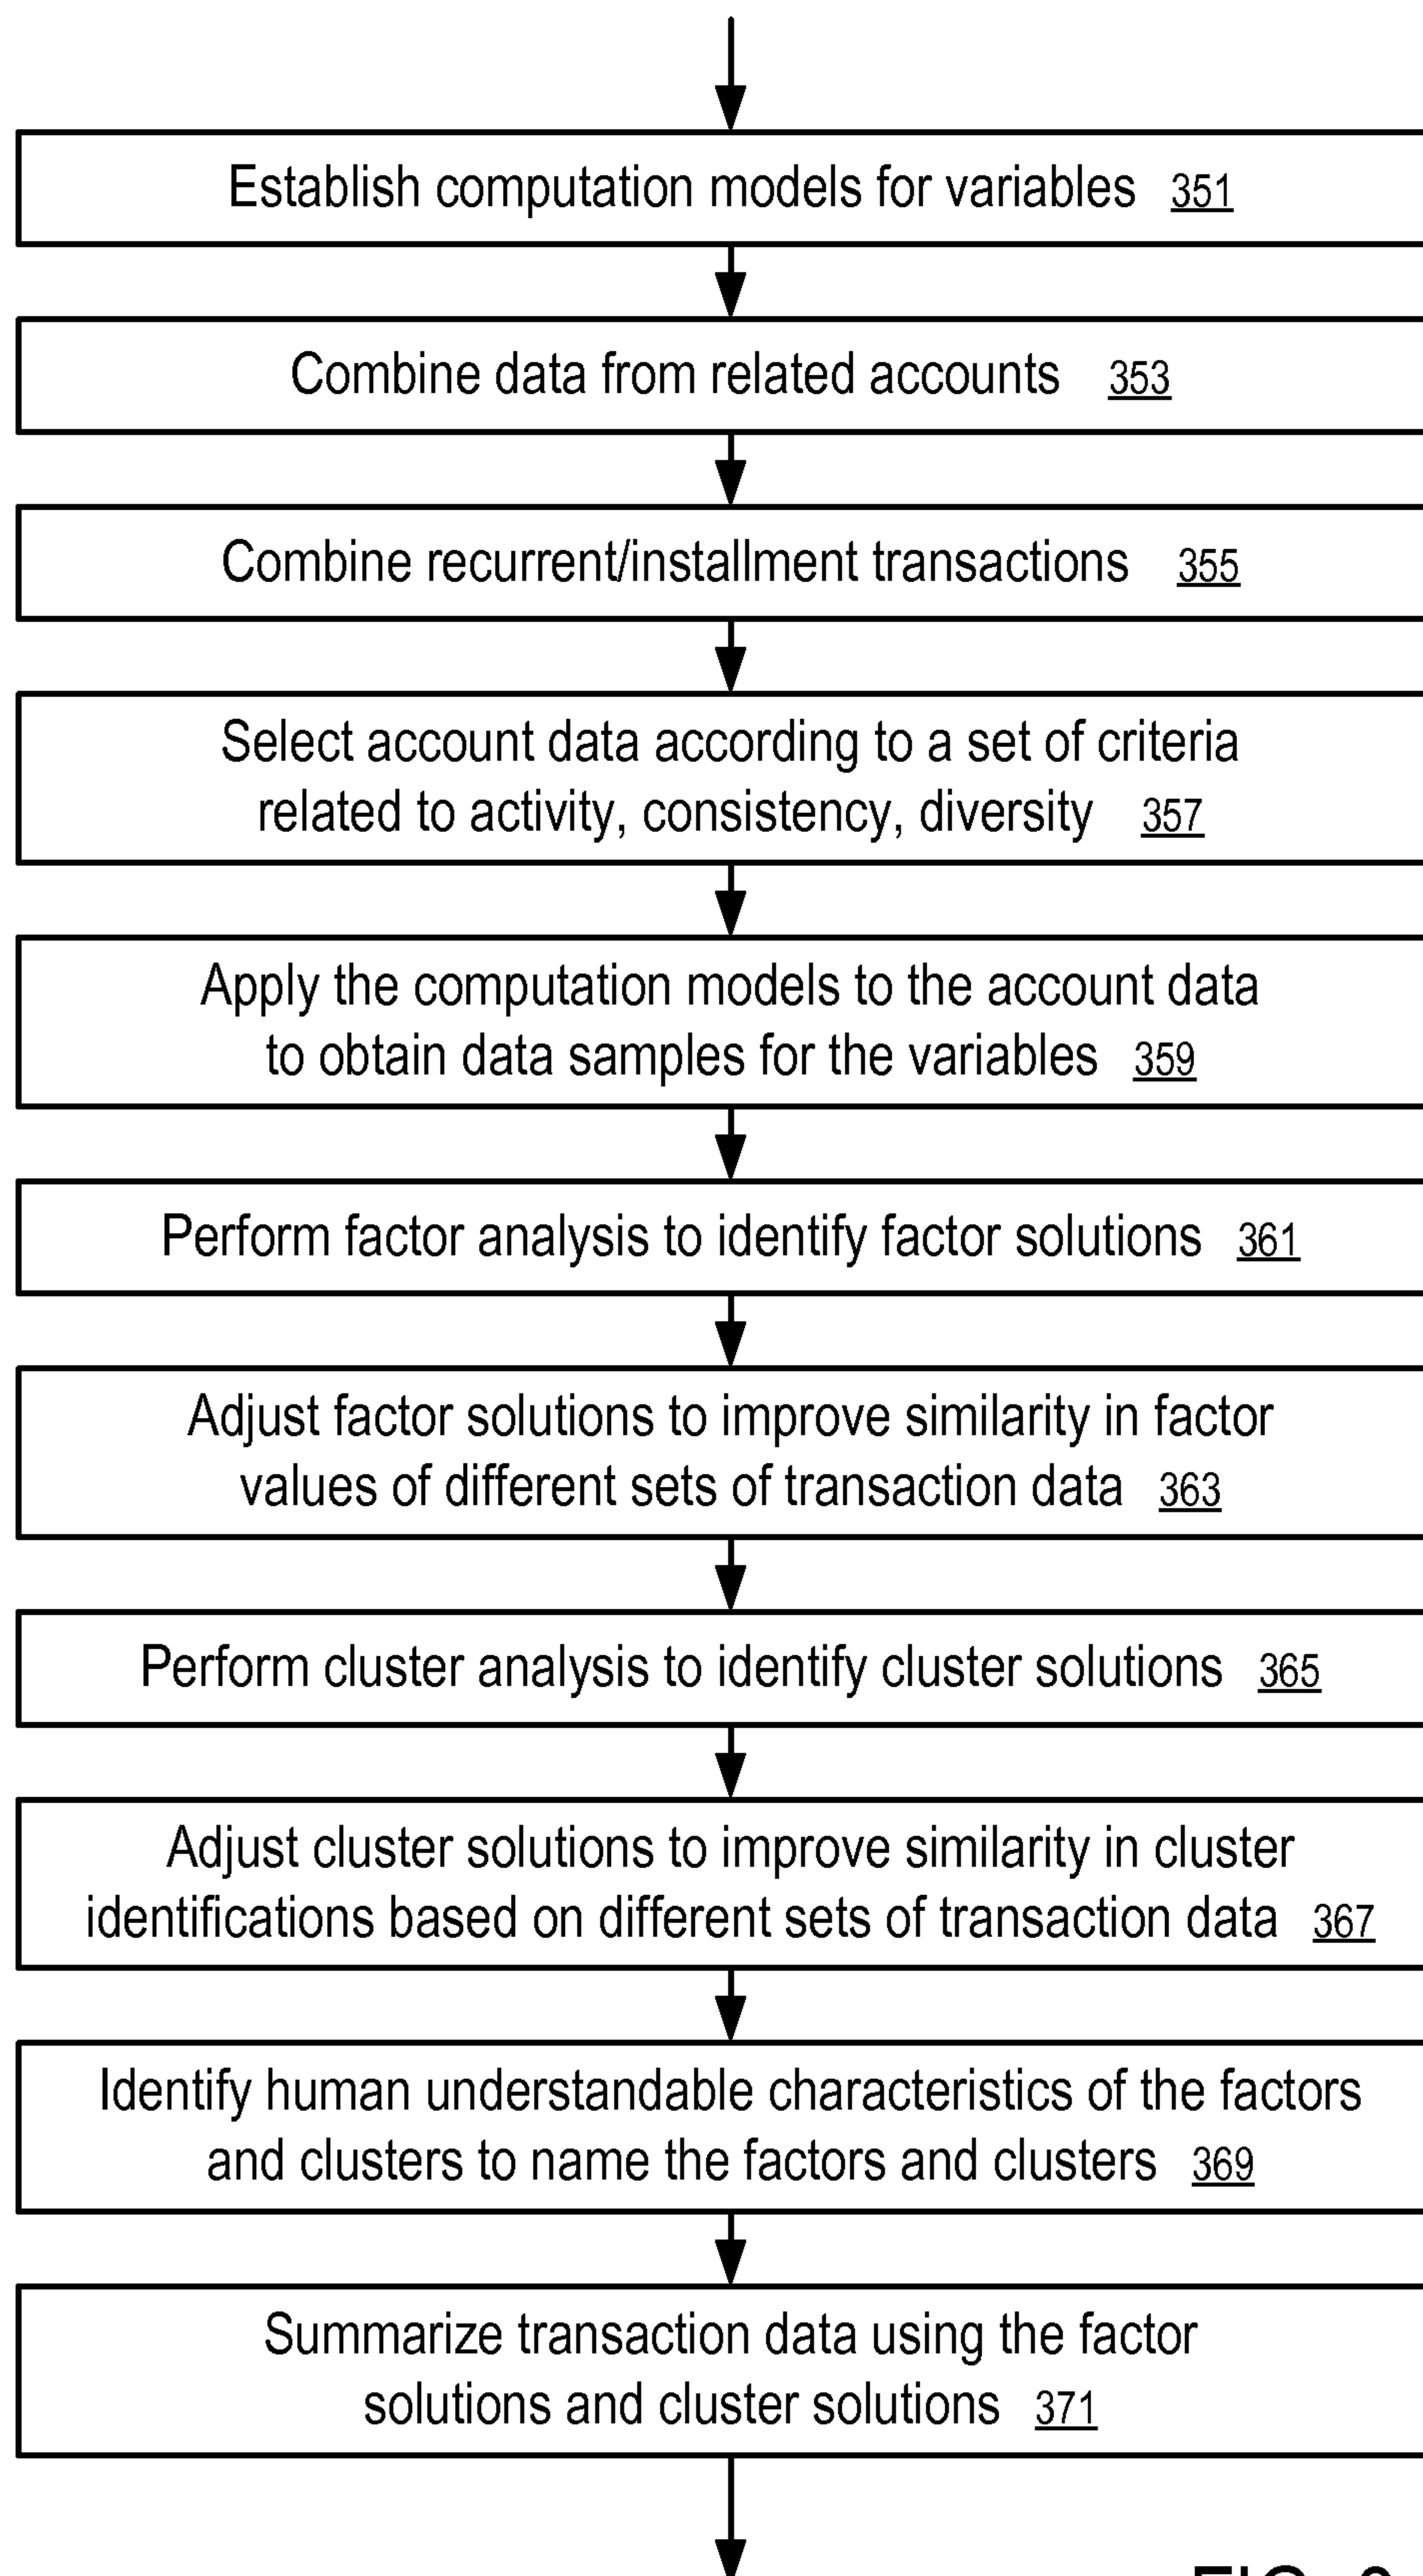 Establish computation models for variables 351
Combine data from related accounts 353
Combine recurrent/installment transactions 355
Select account data according to a set of criteria
related to activity, consistency, diversity 357
Apply the computation models to the account data
to obtain data samples for the variables 359
Perform factor analysis to identify factor solutions 361
Adjust factor solutions to improve similarity in factor
values of different sets of transaction data 363
Perform cluster analysis to identify cluster solutions 365
Adjust cluster solutions to improve similarity in cluster
identifications based on different sets of transaction data 367
Identify human understandable characteristics of the factors
and clusters to name the factors and clusters 369
Summarize transaction data using the factor
solutions and cluster solutions 371
FIG.